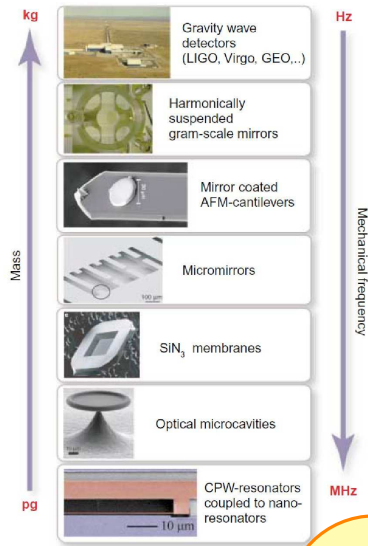 kg
Hz
Gravity wave
detectors
(LIGO, Virgo, GEO,..)
Harmonically
suspended
gram-scale mirrors
Mirror coated
AFM-cantilevers
Mass
Mechanical frequency
Micromirrors
100 μm
SiN3 membranes
Optical microcavities
CPW-resonators
coupled to nano-
resonators
10 μm
pg
MHz